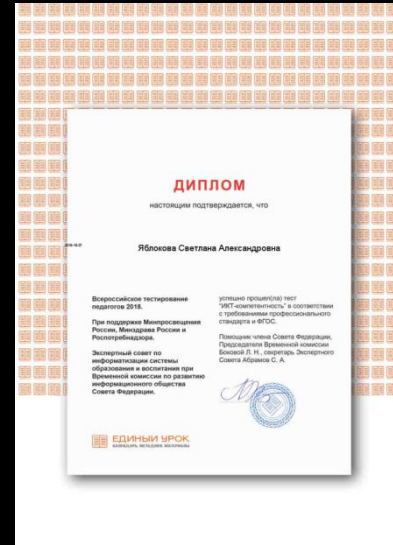 ДИПЛОМ
настоящим подтверждается, что
Яблокова Светлана Александровна
Всероссийское тестирование
педагогов 2018.
При поддержке Минпросвещения
России, Минздрава России и
Роспотребнадзора.
Экспертный совет по
информатизации системы
образования и воспитания при
Временной комиссии по развитию
информационного общества
Совета Федерации.
успешно прошел(ла) тест
"ИКТ-компетентность" в соответствии
с требованиями профессионального
стандарта и ФГОС.
Помощник члена Совета Федерации,
Председателя Временной комиссии
Боковой Л. Н., секретарь Экспертного
Совета Абрамов С. А.
ЕДИНЫЙ УРОК